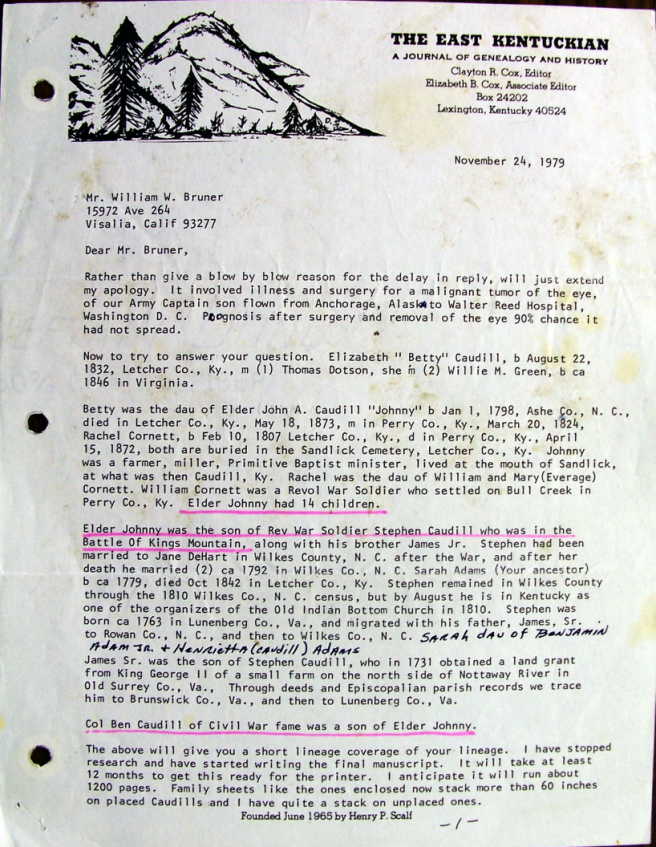 THE EAST KENTUCKIAN
A JOURNAL OF GENEALOGY AND HISTORY
Clayton R. Cox, Editor
Elizabeth B. Cox, Associate Editor
Box 24202
Lexington, Kentucky 40524
November 24, 1979
Mr. William W. Bruner
15972 Ave 264
Visalia, Calif 93277
Dear Mr. Bruner,
Rather than give a blow by blow reason for the delay in reply, will just extend
my apology. It involved illness and surgery for a malignant tumor of the eye,
of our Army Captain son flown from Anchorage, Alaska to Walter Reed Hospital,
Washington D. C. Prognosis after surgery and removal of the eye 90% chance it
had not spread.
Now to try to answer your question. Elizabeth " Betty" Caudill, b August 22,
1832, Letcher Co., Ky., m (1) Thomas Dotson, she m (2) Willie M. Green, b ca
1846 in Virginia.
Betty was the dau of Elder John A. Caudill "Johnny" b Jan 1, 1798, Ashe Co., N. C.,
died in Letcher Co., Ky., May 18, 1873, m in Perry Co., Ky., March 20, 1824,
Rachel Cornett, b Feb 10, 1807 Letcher Co., Ky., d in Perry Co., Ky., April
15, 1872, both are buried in the Sandlick Cemetery, Letcher Co., Ky. Johnny
was a farmer, miller, Primitive Baptist minister, lived at the mouth of Sandlick,
at what was then Caudill, Ky. Rachel was the dau of William and Mary(Everage)
Cornett. William Cornett was a Revol War Soldier who settled on Bull Creek in
Perry Co., Ky. Elder Johnny had 14 children.
Elder Johnny was the son of Rev War Soldier Stephen Caudill who was in the
Battle Of Kings Mountain, along with his brother James Jr. Stephen had been
married to Jane DeHart in Wilkes County, N. C. after the War, and after her
death he married (2) ca 1792 in Wilkes Co., N. C. Sarah Adams (Your ancestor)
b ca 1779, died Oct 1842 in Letcher Co., Ky. Stephen remained in Wilkes County
through the 1810 Wilkes Co., N. C. census, but by August he is in Kentucky as
one of the organizers of the Old Indian Bottom Church in 1810. Stephen was
born ca 1763 in Lunenberg Co., Va., and migrated with his father, James, Sr.
to Rowan Co., N. C., and then to Wilkes Co., N. C. SARAH dAU of BENJAMIN
AdAM JR. + HENRIETTA (CAUdill) AdAMS
James Sr. was the son of Stephen Caudill, who in 1731 obtained a land grant
from King George II of a small farm on the north side of Nottaway River in
Old Surrey Co., Va., Through deeds and Episcopalian parish records we trace
him to Brunswick Co., Va., and then to Lunenberg Co., Va.
Col Ben Caudill of Civil War fame was a son of Elder Johnny.
The above will give you a short lineage coverage of your lineage. I have stopped
research and have started writing the final manuscript. It will take at least
12 months to get this ready for the printer. I anticipate it will run about
1200 pages. Family sheets like the ones enclosed now stack more than 60 inches
on placed Caudills and I have quite a stack on unplaced ones.
Founded June 1965 by Henry P. Scalf
-1-